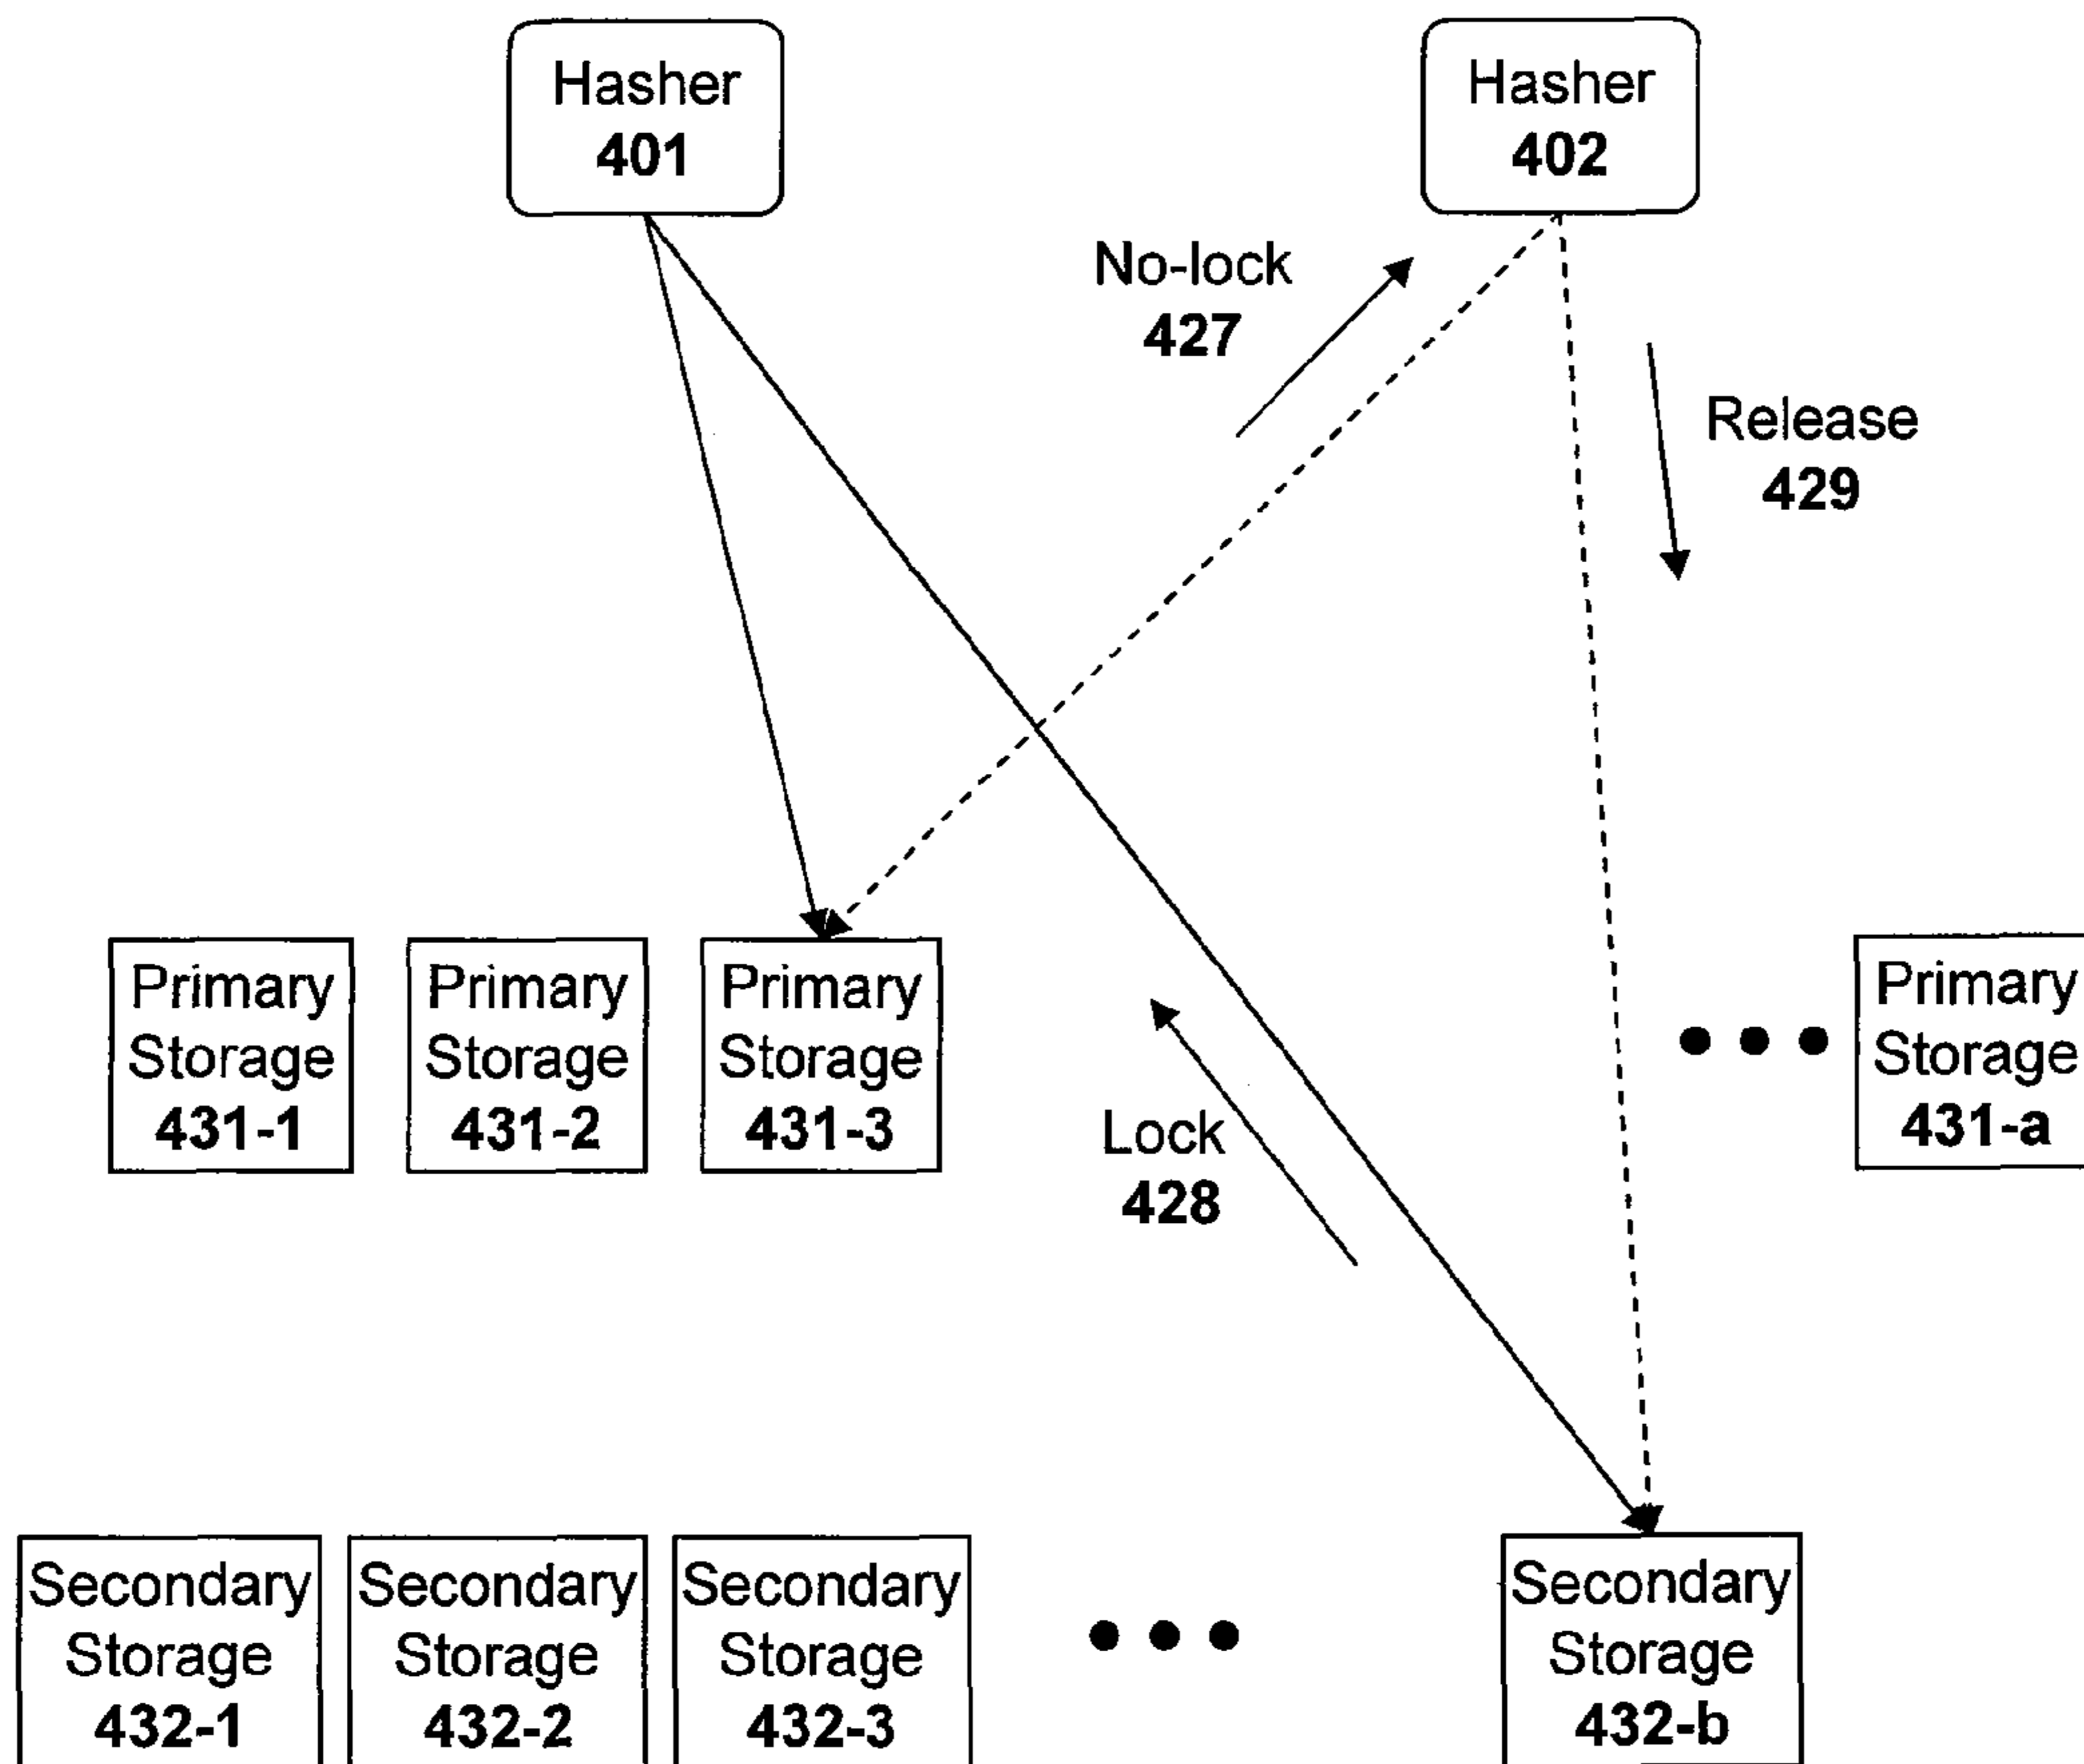 Hasher
401
Hasher
402
No-lock
427
Release
429
Primary
Storage
431-1
Primary
Storage
431-2
Primary
Storage
431-3
Primary
Storage
431-a
Lock
428
Secondary
Storage
432-1
Secondary
Storage
432-2
Secondary
Storage
432-3
Secondary
Storage
432-b